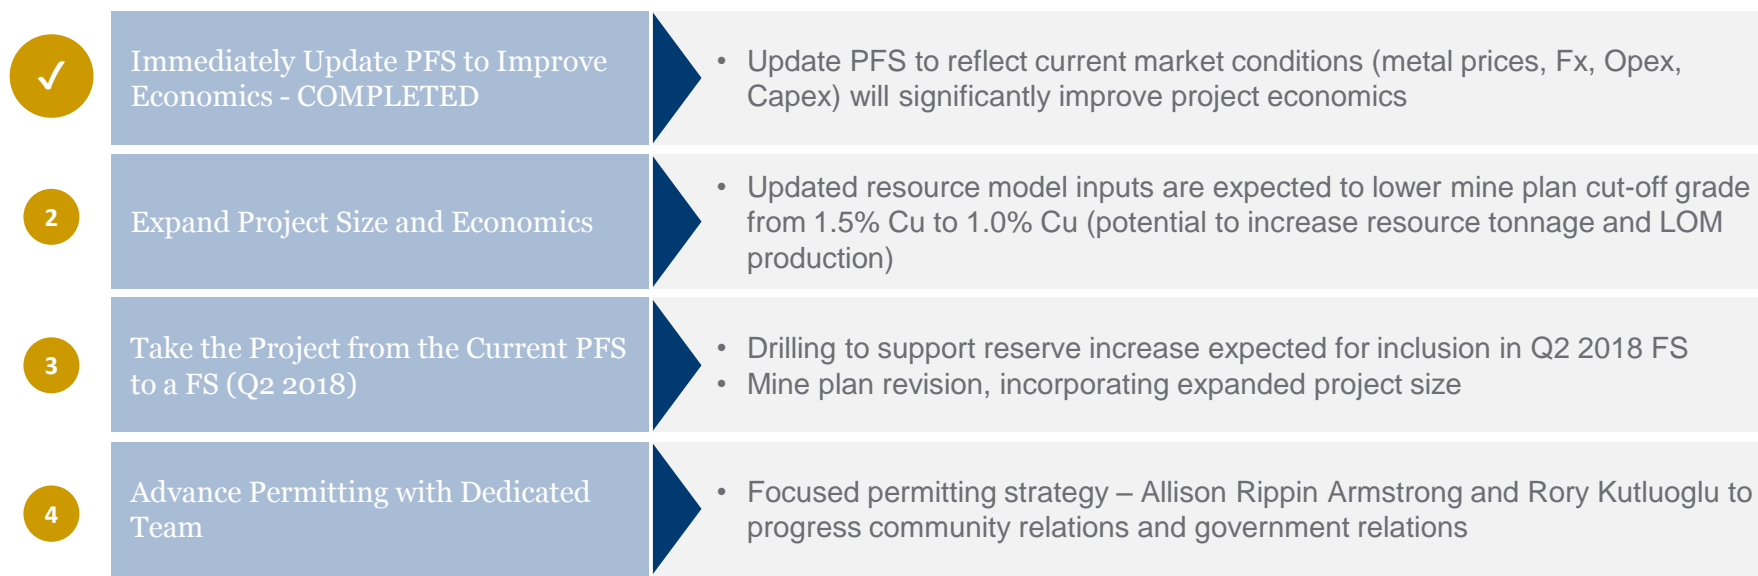 ✓
Immediately Update PFS to Improve
Economics - COMPLETED
• Update PFS to reflect current market conditions (metal prices, Fx, Opex,
Capex) will significantly improve project economics
2
Expand Project Size and Economics
• Updated resource model inputs are expected to lower mine plan cut-off grade
from 1.5% Cu to 1.0% Cu (potential to increase resource tonnage and LOM
production)
3
Take the Project from the Current PFS
to a FS (Q2 2018)
• Drilling to support reserve increase expected for inclusion in Q2 2018 FS
• Mine plan revision, incorporating expanded project size
4
Advance Permitting with Dedicated
Team
• Focused permitting strategy – Allison Rippin Armstrong and Rory Kutluoglu to
progress community relations and government relations